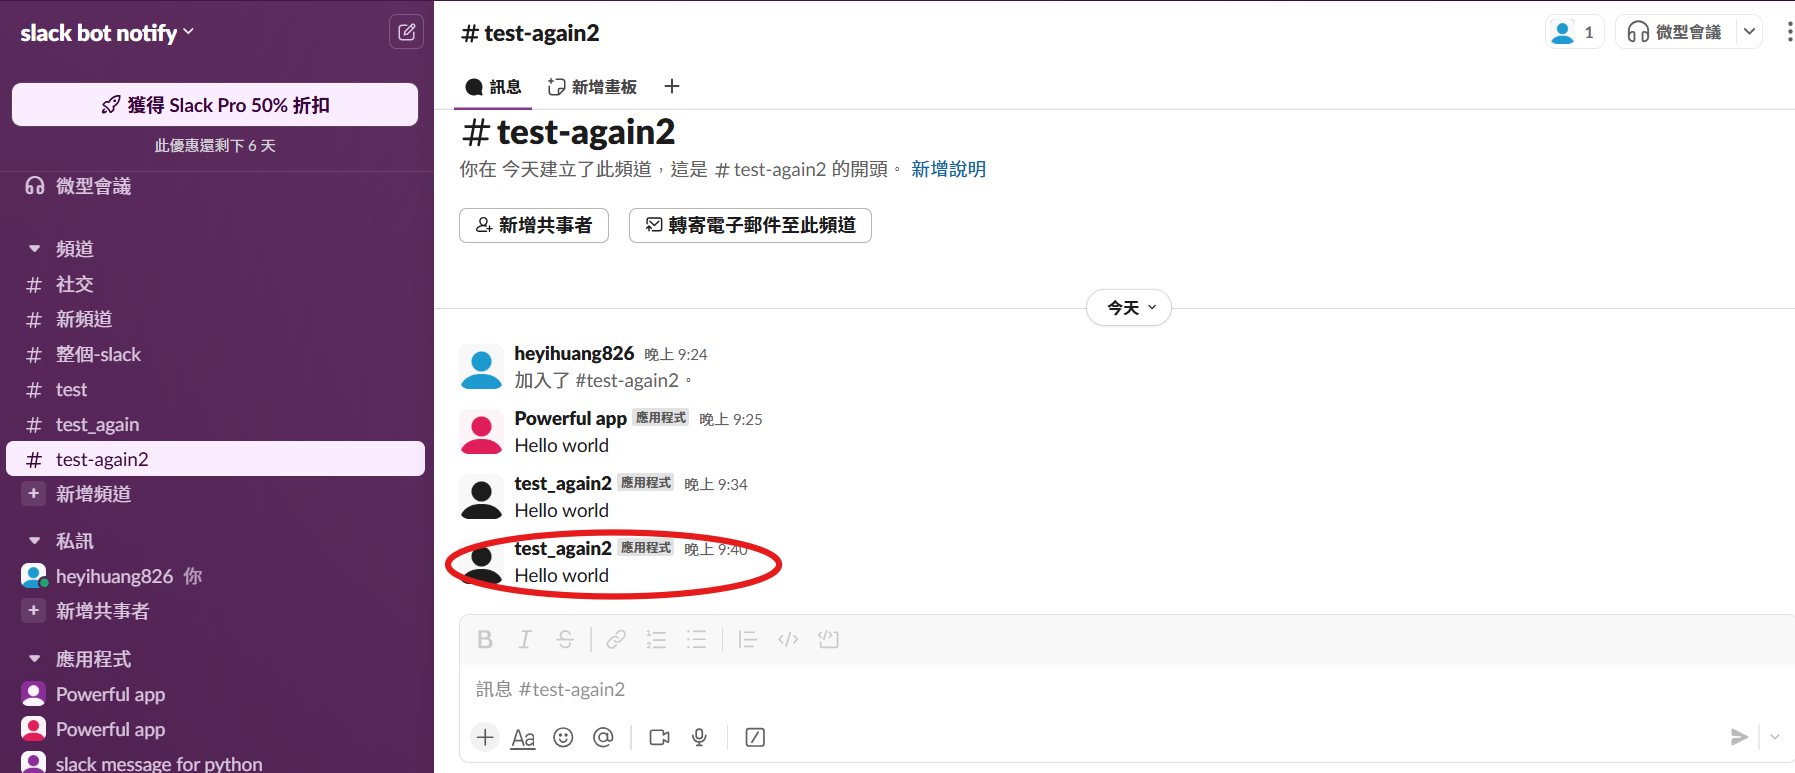 slack bot notify
獲得 Slack Pro 50% 折扣
此優惠還剩下 6 天
微型會議
頻道
# 社交
# 新頻道
# 整個-slack
# test
# test_again
# test-again2
+ 新增頻道
私訊
heyihuang826 你
+ 新增共事者
應用程式
Powerful app
Powerful app
slack message for python
# test-again2
1
微型會議
訊息
新增畫板
+
# test-again2
你在 今天建立了此頻道，這是 # test-again2 的開頭。 新增說明
新增共事者
轉寄電子郵件至此頻道
今天
heyihuang826 晚上 9:24
加入了 #test-again2。
Powerful app 應用程式 晚上 9:25
Hello world
test_again2 應用程式 晚上 9:34
Hello world
test_again2 應用程式 晚上 9:40
Hello world
訊息 #test-again2
Aa